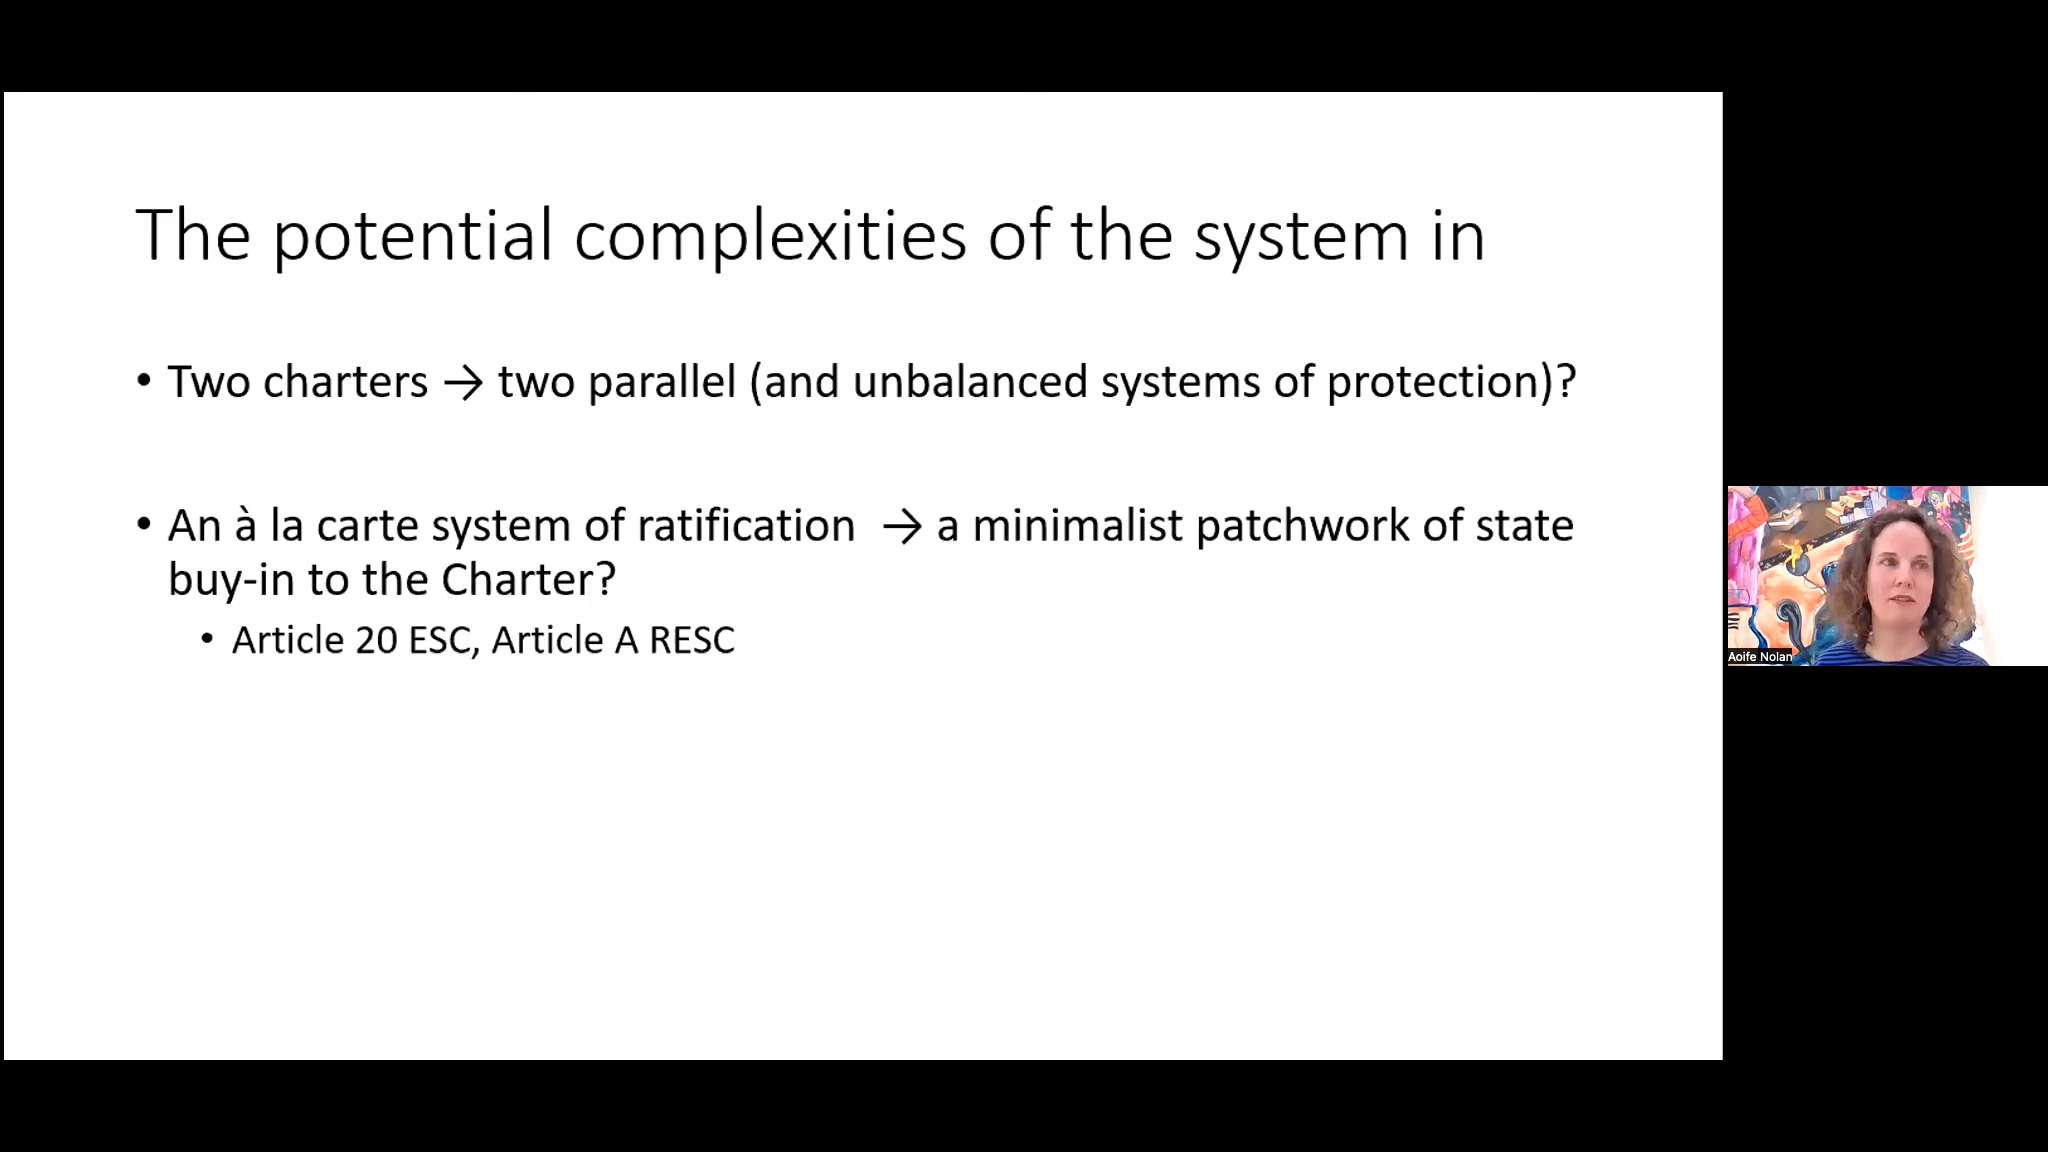 The potential complexities of the system in
• Two charters → two parallel (and unbalanced systems of protection)?
• An à la carte system of ratification → a minimalist patchwork of state
buy-in to the Charter?
• Article 20 ESC, Article A RESC
Aoife Nolan